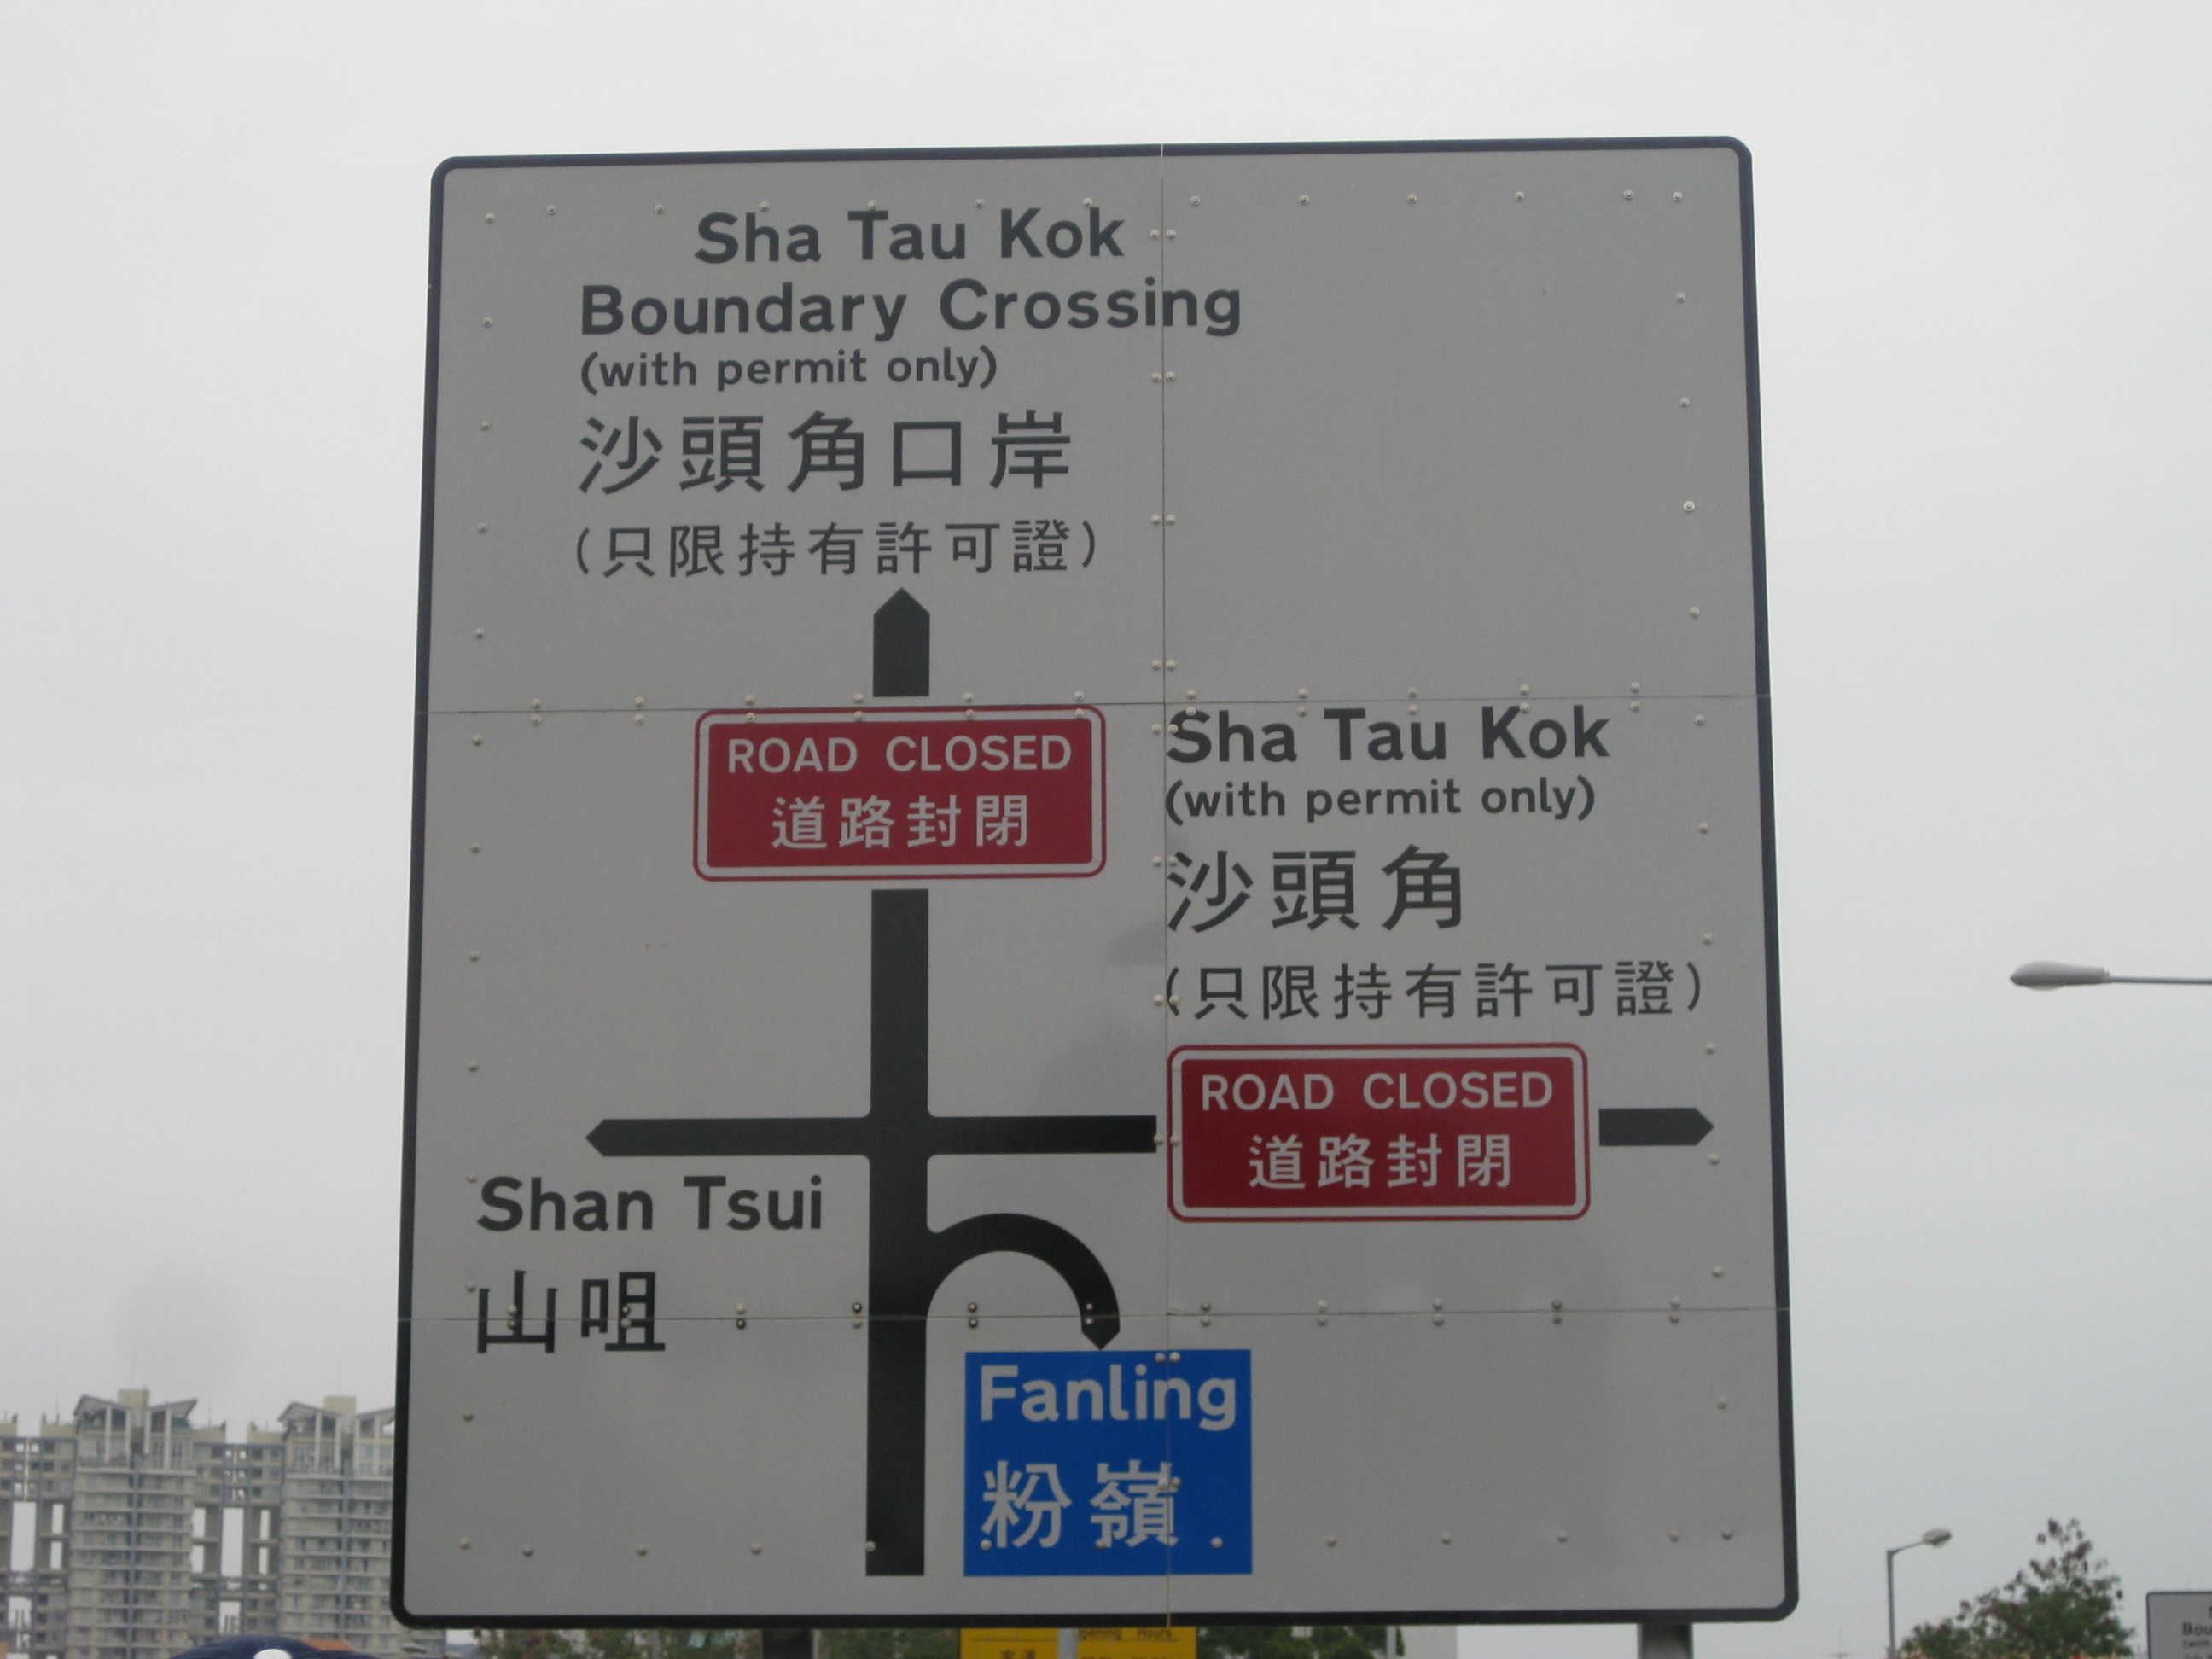 Sha Tau Kok
Boundary Crossing
(with permit only)
沙頭角口岸
(只限持有許可證)
ROAD CLOSED
道路封閉
Sha Tau Kok
(with permit only)
沙頭角
(只限持有許可證)
ROAD CLOSED
道路封閉
Shan Tsui
山咀
Fanling
粉嶺
Opening Hours